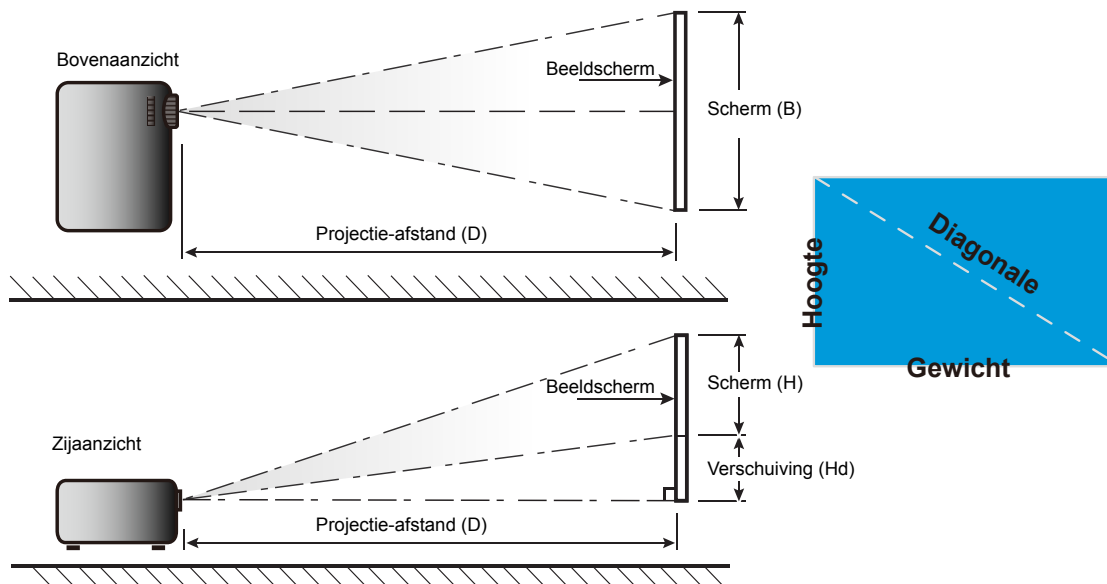 Bovenaanzicht
Beeldscherm
Scherm (B)
Projectie-afstand (D)
Hoogte
Diagonale
Gewicht
Zijaanzicht
Beeldscherm
Scherm (H)
Verschuiving (Hd)
Projectie-afstand (D)